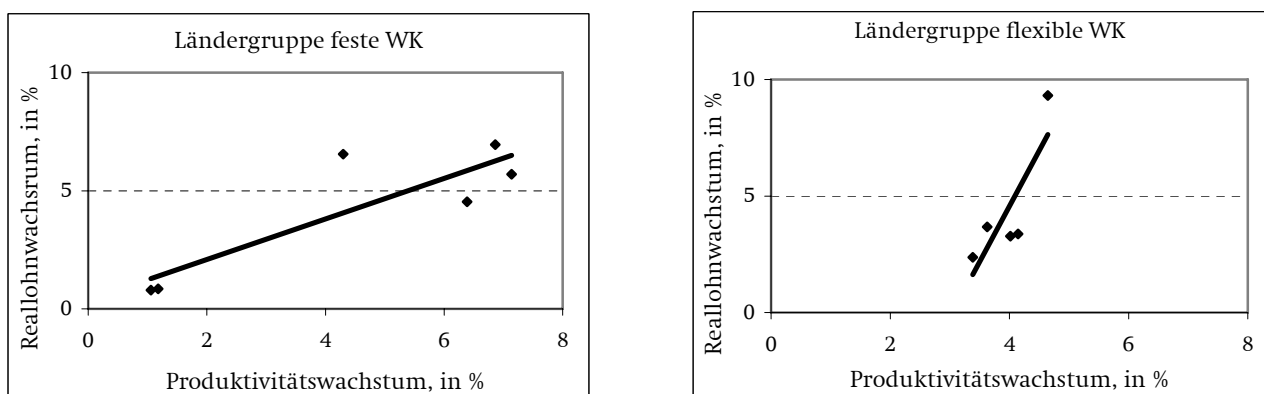 Ländergruppe feste WK
10
5
0
0 2 4 6 8
Reallohnwachsrum, in %
Produktivitätswachstum, in %
Ländergruppe flexible WK
10
5
0
0 2 4 6 8
Reallohnwachstum, in %
Produktivitätswachstum, in %